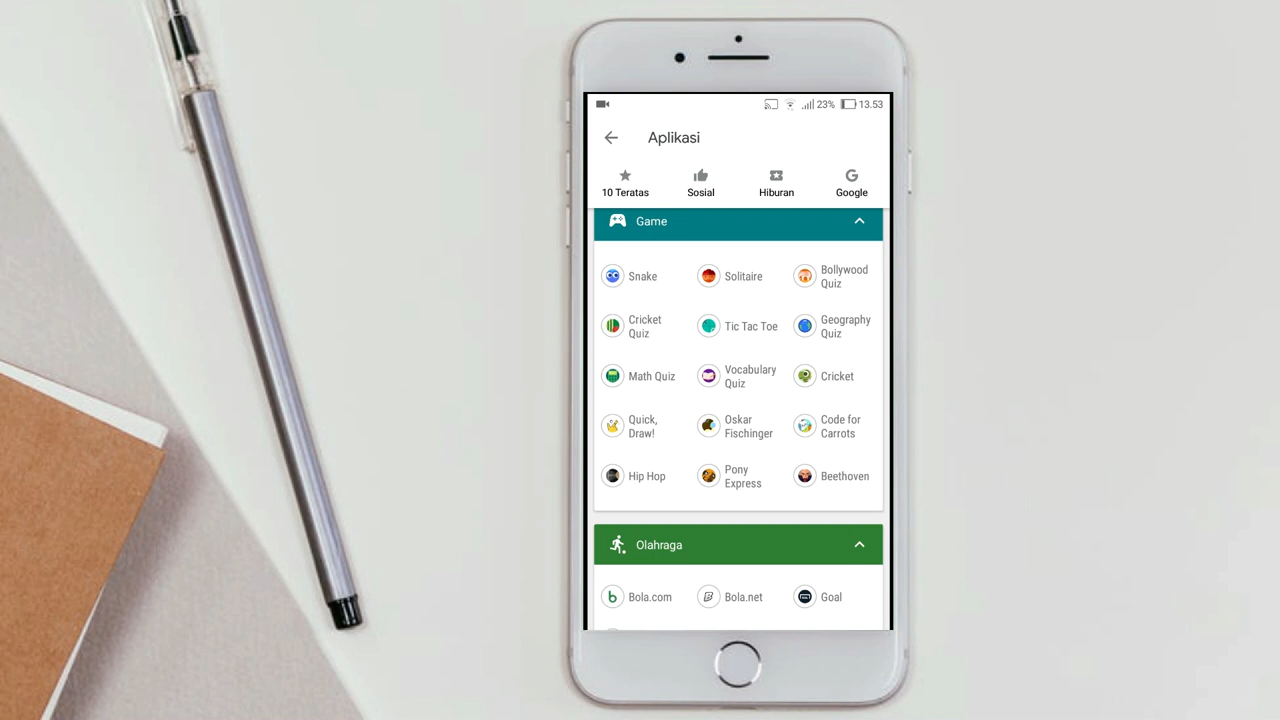 23% 13.53
Aplikasi
10 Teratas Sosial Hiburan Google
Game
Snake Solitaire Bollywood Quiz
Cricket Quiz Tic Tac Toe Geography Quiz
Math Quiz Vocabulary Quiz Cricket
Quick, Draw! Oskar Fischinger Code for Carrots
Hip Hop Pony Express Beethoven
Olahraga
Bola.com Bola.net Goal